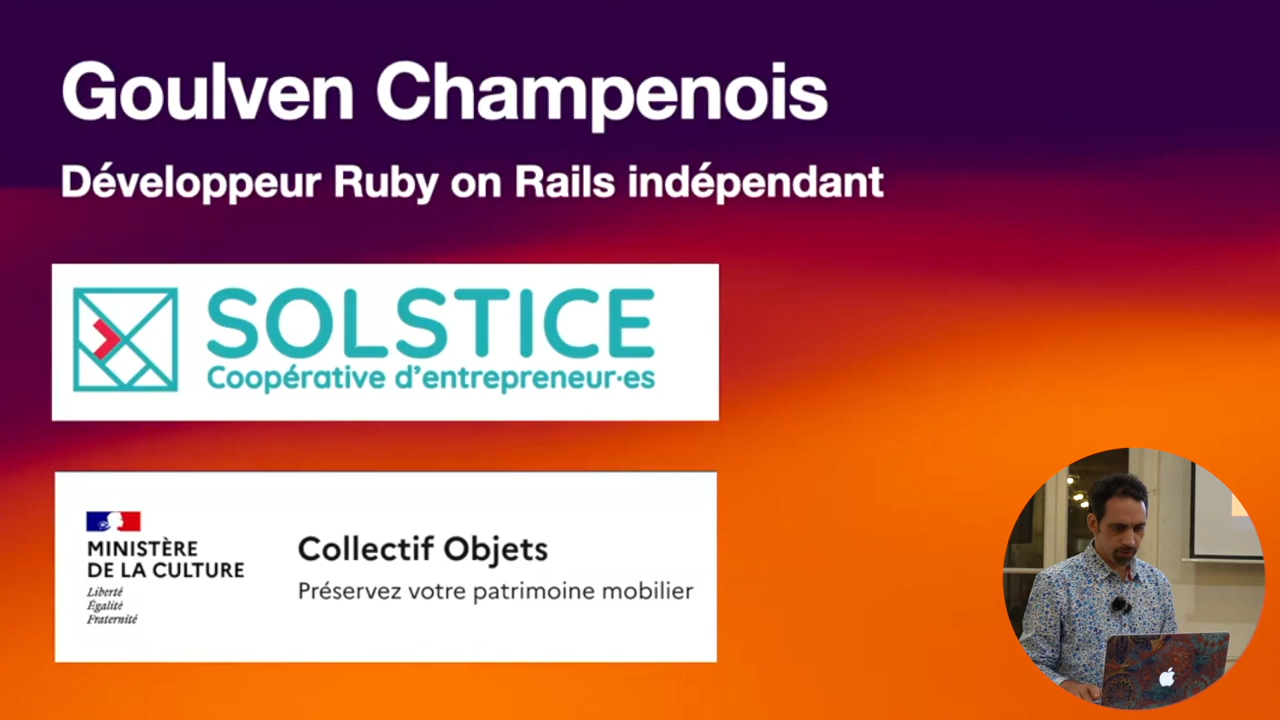 Goulven Champenois
Développeur Ruby on Rails indépendant
SOLSTICE
Coopérative d'entrepreneur·es
MINISTÈRE
DE LA CULTURE
Liberté
Égalité
Fraternité
Collectif Objets
Préservez votre patrimoine mobilier